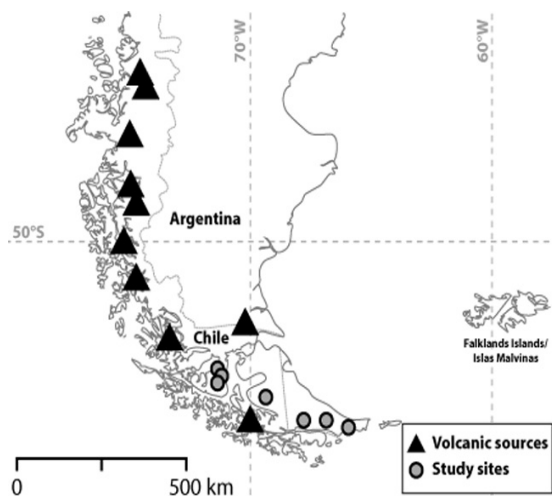 70°W
60°W
Argentina
50°S
Chile
Falklands Islands/
Islas Malvinas
Volcanic sources
Study sites
0
500 km